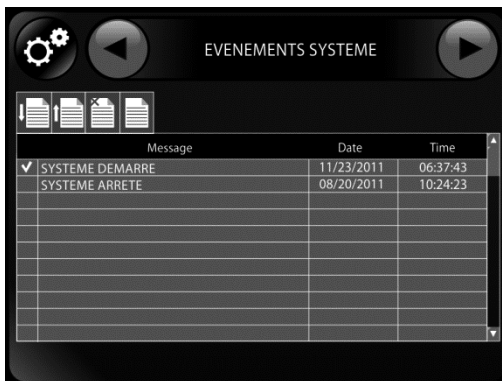 EVENEMENTS SYSTEME
Message Date Time
SYSTEME DEMARRE 11/23/2011 06:37:43
SYSTEME ARRETE 08/20/2011 10:24:23